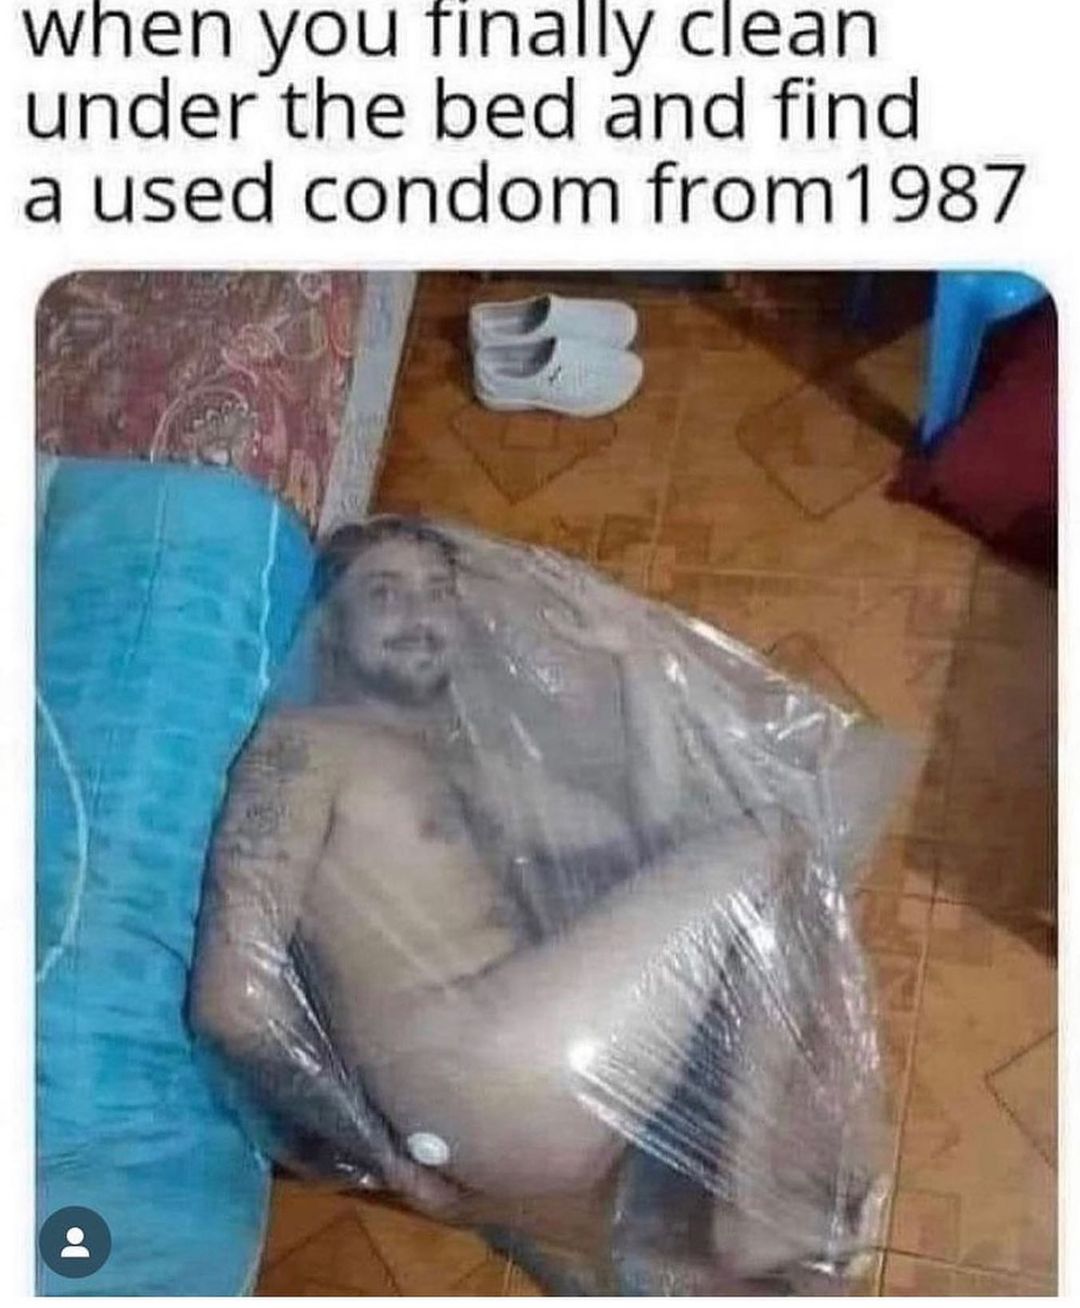 when you finally clean
under the bed and find
a used condom from1987